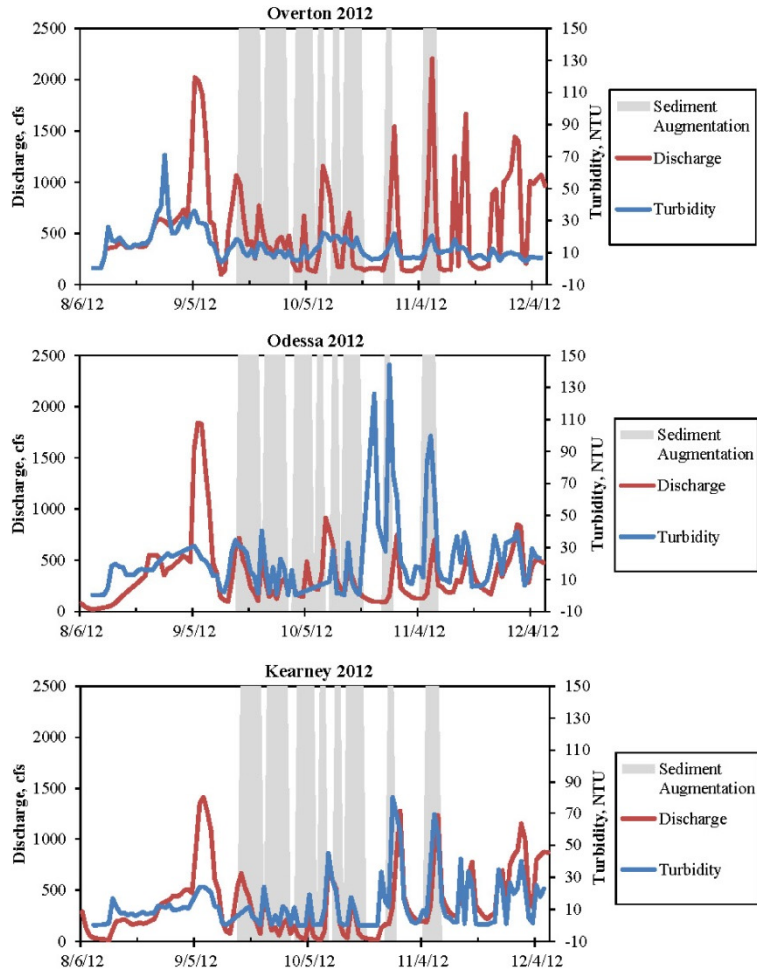 Overton 2012
2500
2000
1500
1000
500
0
Discharge, cfs
150
130
110
90
70
50
30
10
-10
Turbidity, NTU
8/6/12 9/5/12 10/5/12 11/4/12 12/4/12
Sediment
Augmentation
Discharge
Turbidity
Odessa 2012
2500
2000
1500
1000
500
0
Discharge, cfs
150
130
110
90
70
50
30
10
-10
Turbidity, NTU
8/6/12 9/5/12 10/5/12 11/4/12 12/4/12
Sediment
Augmentation
Discharge
Turbidity
Kearney 2012
2500
2000
1500
1000
500
0
Discharge, cfs
150
130
110
90
70
50
30
10
-10
Turbidity, NTU
8/6/12 9/5/12 10/5/12 11/4/12 12/4/12
Sediment
Augmentation
Discharge
Turbidity